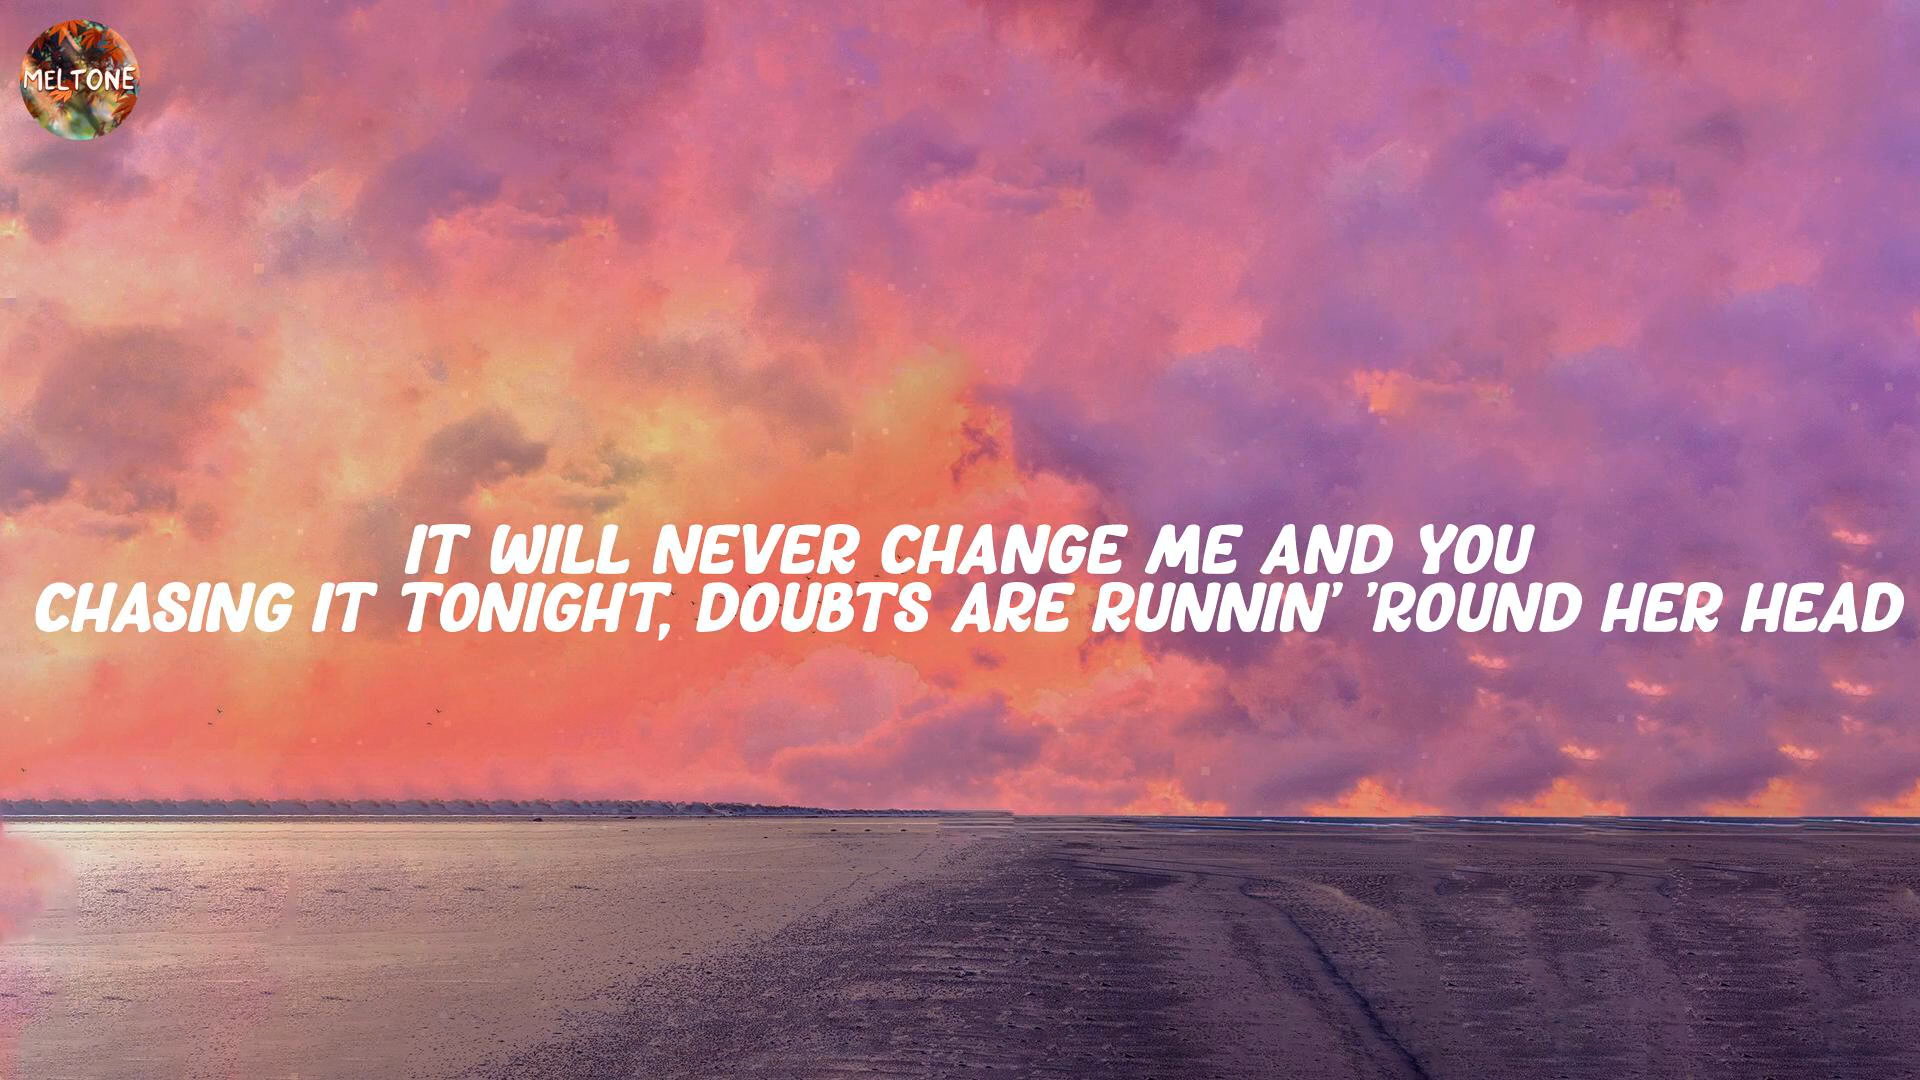 MELTONE
IT WILL NEVER CHANGE ME AND YOU
CHASING IT TONIGHT, DOUBTS ARE RUNNIN' 'ROUND HER HEAD